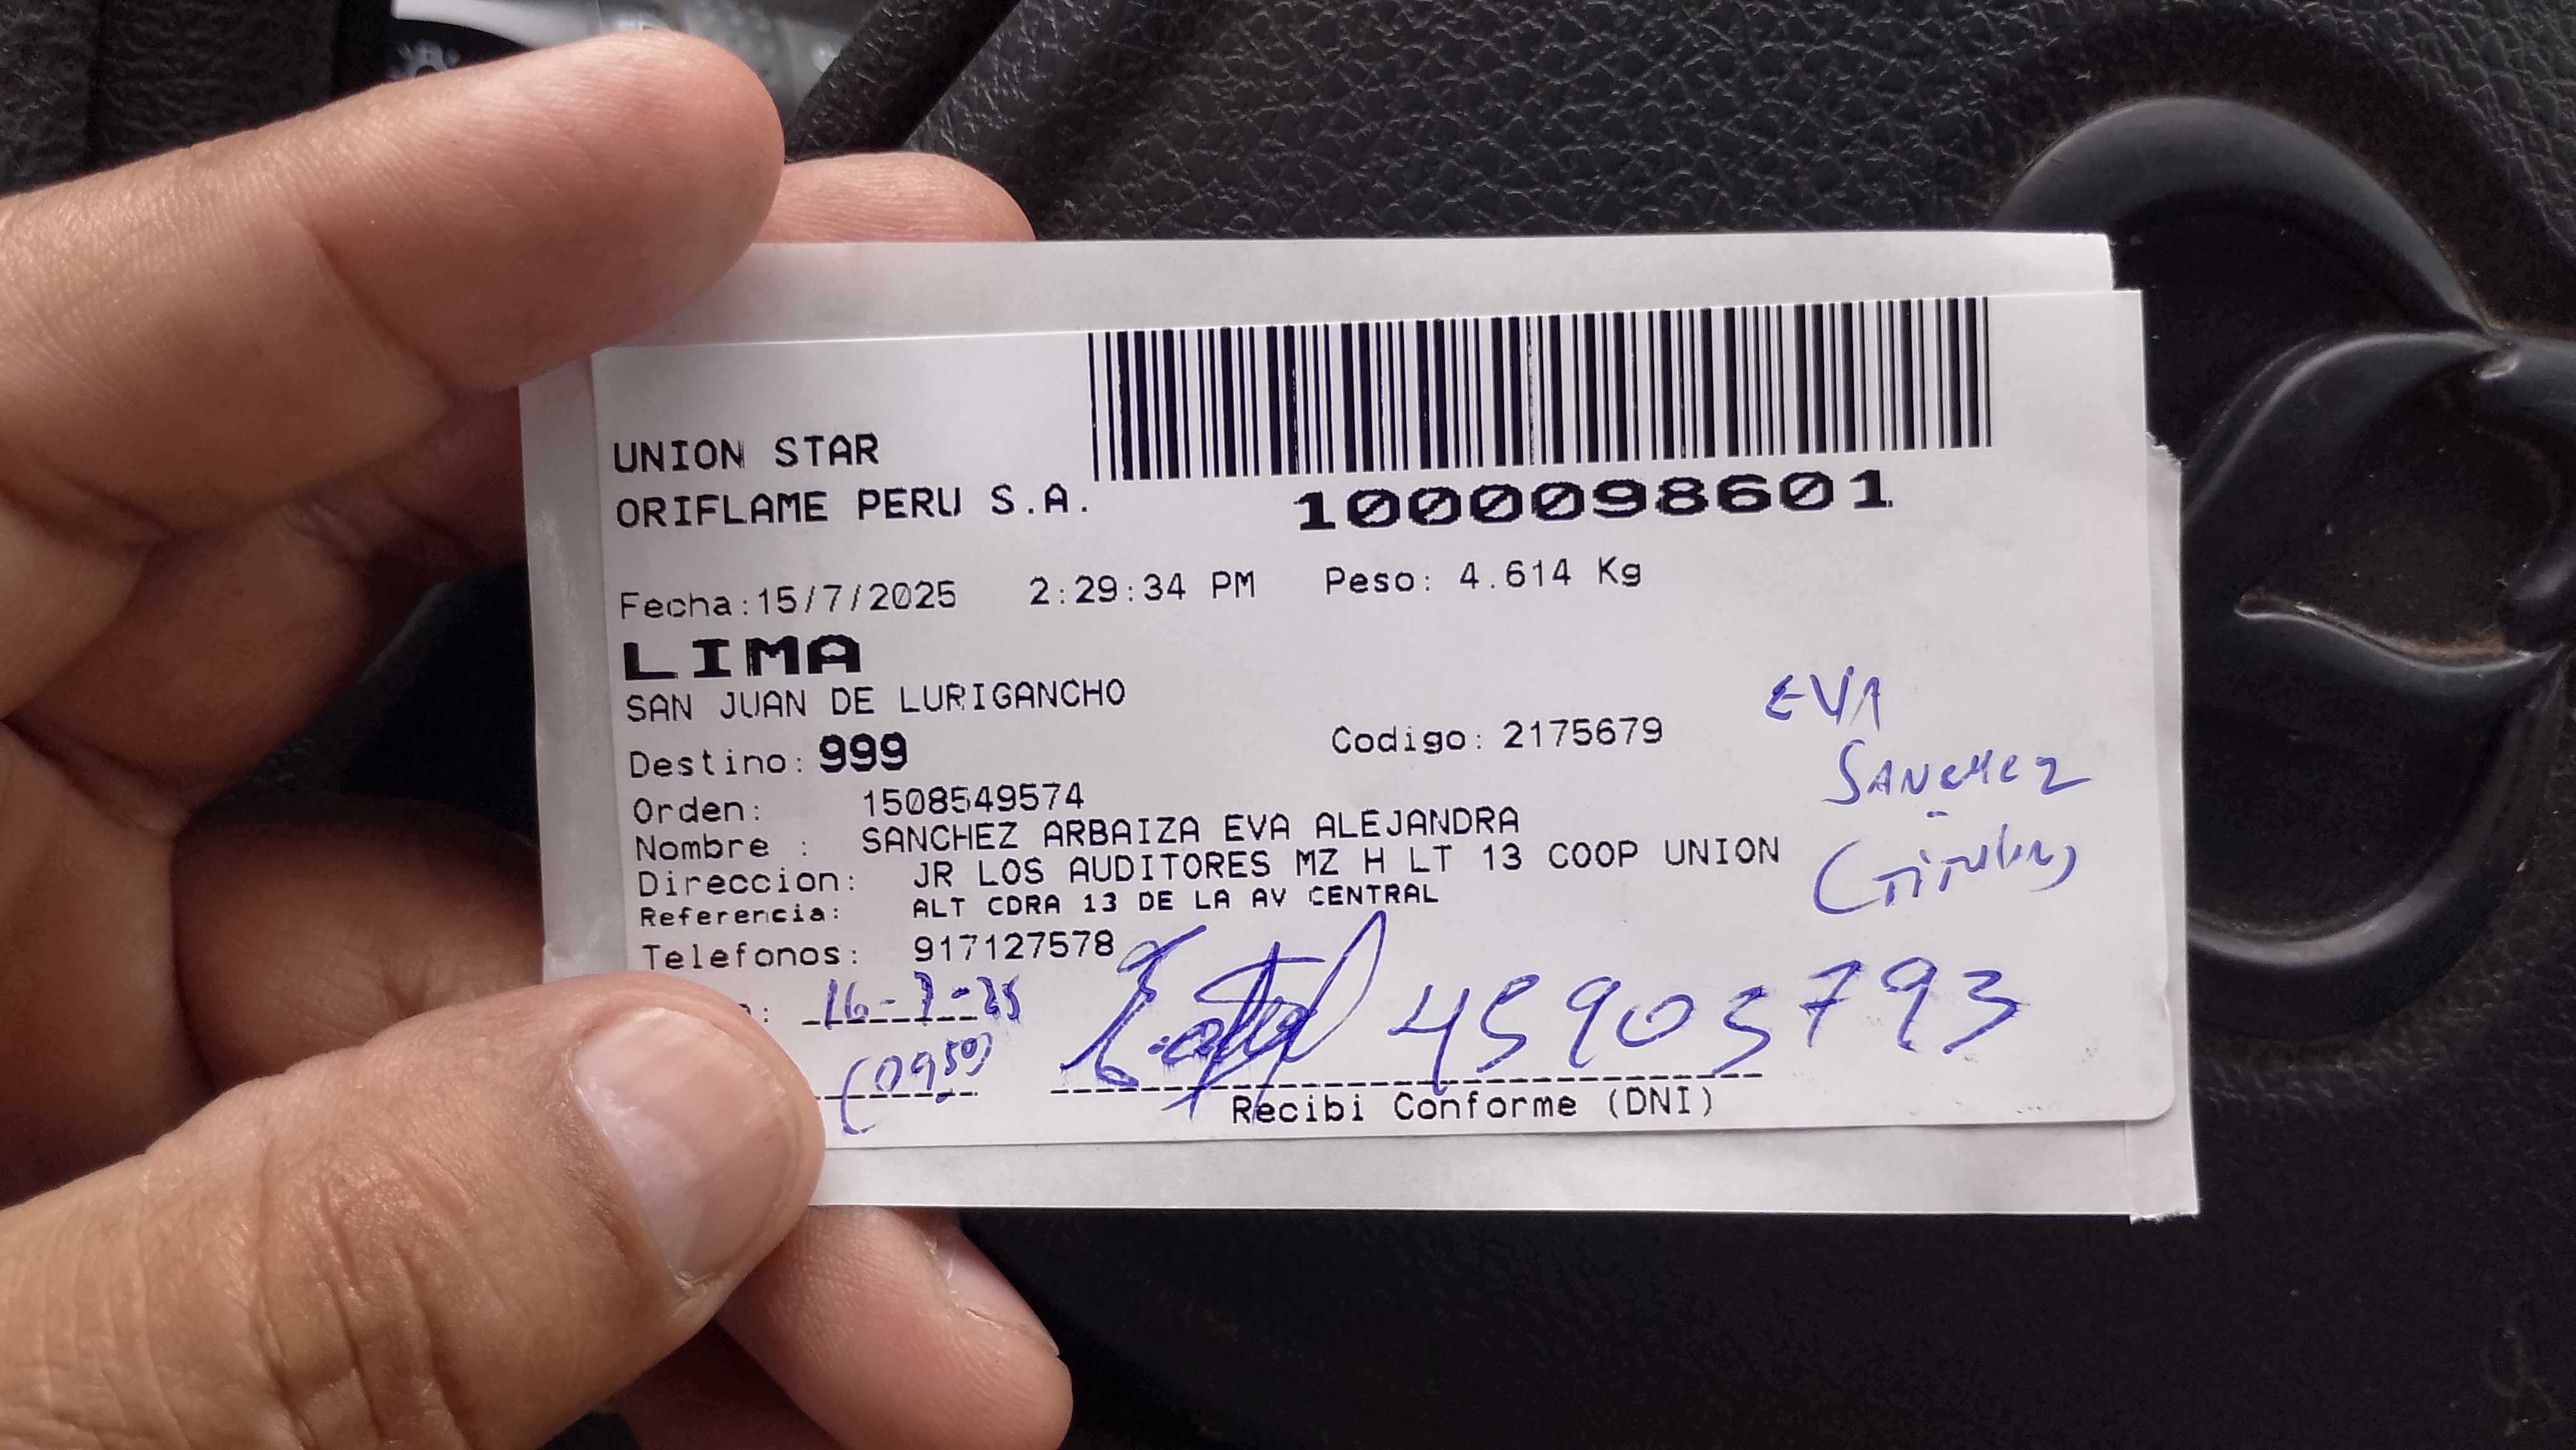 UNION STAR
ORIFLAME PERU S.A.
1000098601
Fecha:15/7/2025 2:29:34 PM Peso: 4.614 Kg
LIMA
SAN JUAN DE LURIGANCHO
Destino: 999 Codigo: 2175679
Orden: 1508549574
Nombre : SANCHEZ ARBAIZA EVA ALEJANDRA
Direccion: JR LOS AUDITORES MZ H LT 13 COOP UNION
Referencia: ALT CDRA 13 DE LA AV CENTRAL
Telefonos: 917127578
EVA
SANCHEZ
(Titular)
16-7-25
(0950)
45905793
Recibi Conforme (DNI)